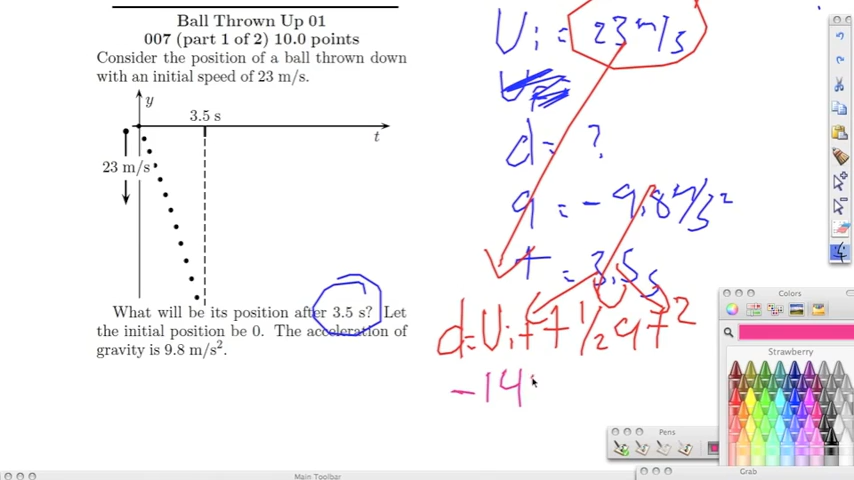 Ball Thrown Up 01
007 (part 1 of 2) 10.0 points
Consider the position of a ball thrown down
with an initial speed of 23 m/s.
y
3.5 s
t
23 m/s
What will be its position after 3.5 s? Let
the initial position be 0. The acceleration of
gravity is 9.8 m/s².
Vi = 23 m/s
d = ?
a = -9.8 m/s²
t = 3.5 s
d=Vit+1/2at²
-14
Colors
Strawberry
Pens
Grab
Main Toolbar